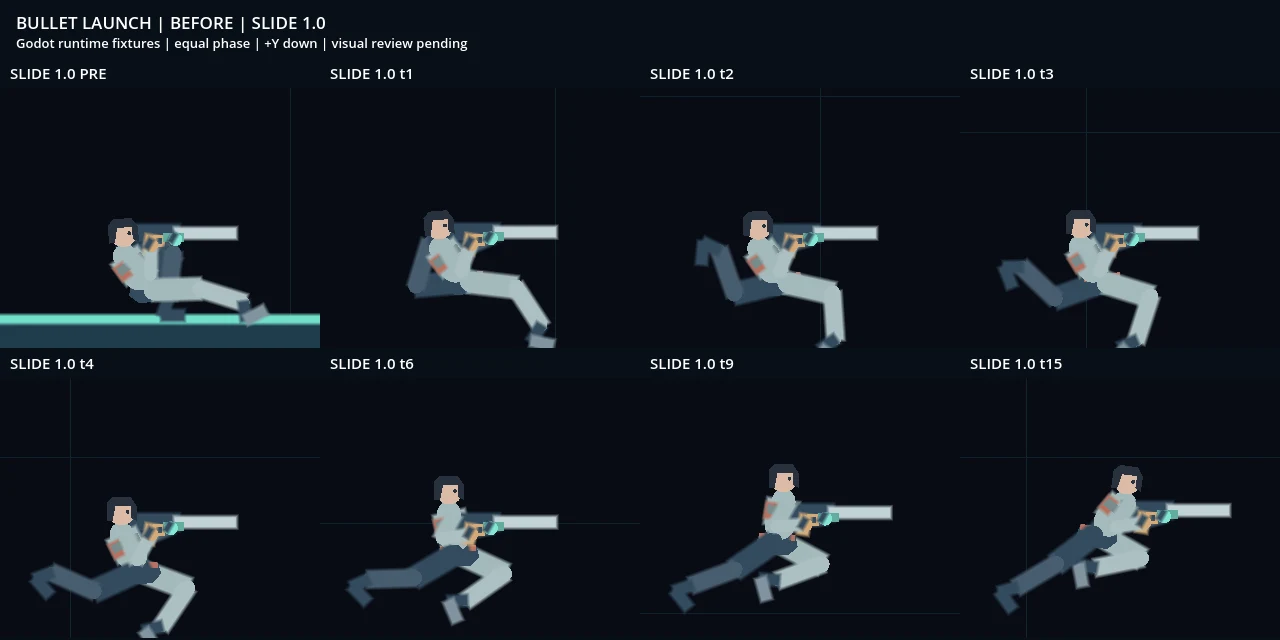 BULLET LAUNCH | BEFORE | SLIDE 1.0
Godot runtime fixtures | equal phase | +Y down | visual review pending
SLIDE 1.0 PRE
SLIDE 1.0 t1
SLIDE 1.0 t2
SLIDE 1.0 t3
SLIDE 1.0 t4
SLIDE 1.0 t6
SLIDE 1.0 t9
SLIDE 1.0 t15